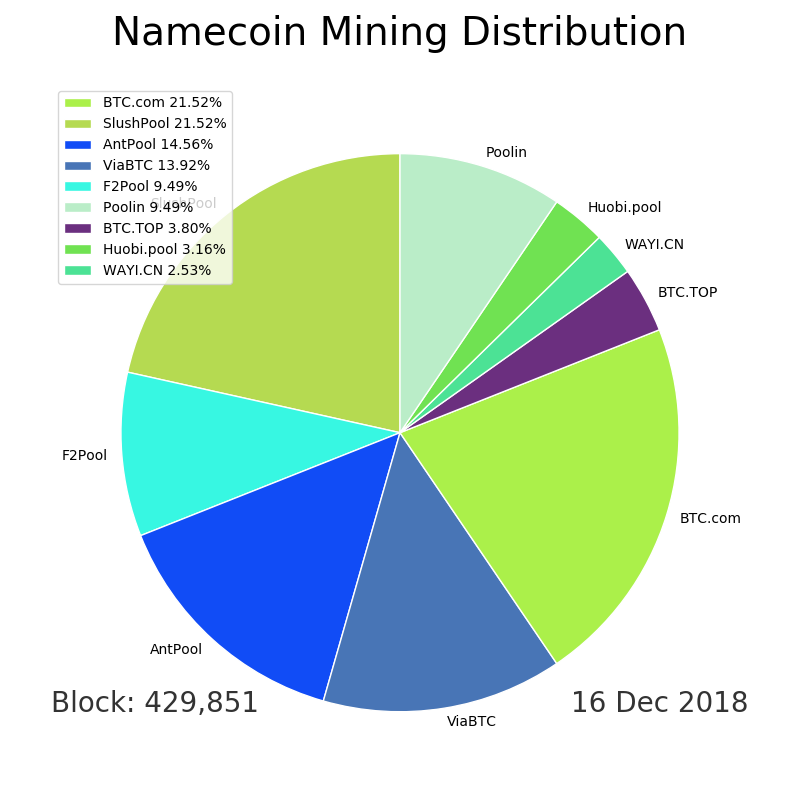 Namecoin Mining Distribution
BTC.com 21.52%
SlushPool 21.52%
AntPool 14.56%
ViaBTC 13.92%
F2Pool 9.49%
Poolin 9.49%
BTC.TOP 3.80%
Huobi.pool 3.16%
WAYI.CN 2.53%
SlushPool
Poolin
Huobi.pool
WAYI.CN
BTC.TOP
F2Pool
BTC.com
AntPool
ViaBTC
Block: 429,851
16 Dec 2018